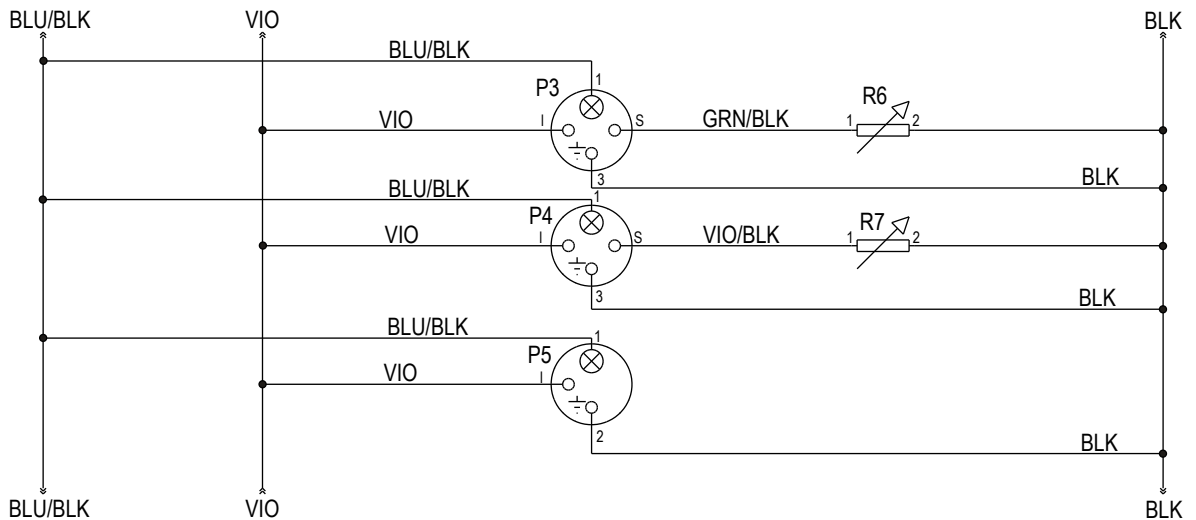 BLU/BLK VIO BLK
BLU/BLK
1
P3 R6
VIO I S GRN/BLK 1 2
3 BLK
BLU/BLK 1
P4 R7
VIO I S VIO/BLK 1 2
3 BLK
BLU/BLK 1
P5
VIO I
2 BLK
BLU/BLK VIO BLK